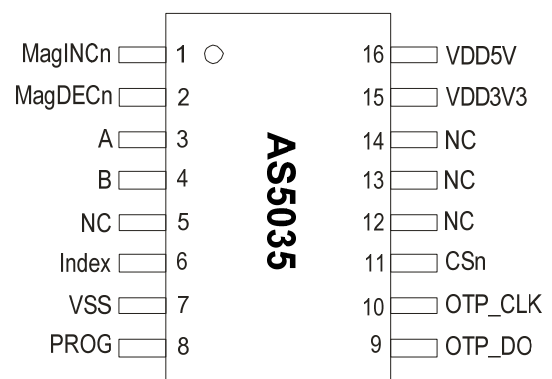 MagINCn 1 16 VDD5V
MagDECn 2 15 VDD3V3
A 3 14 NC
B 4 13 NC
NC 5 12 NC
Index 6 11 CSn
VSS 7 10 OTP_CLK
PROG 8 9 OTP_DO
AS5035